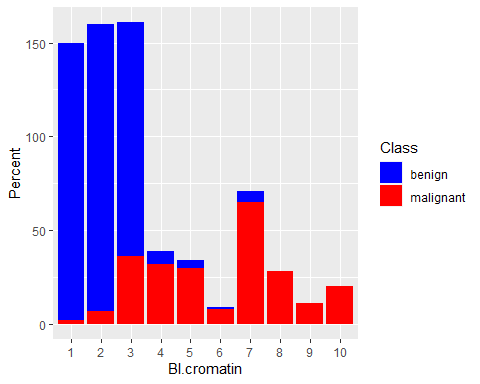 150
100
50
0
Percent
1 2 3 4 5 6 7 8 9 10
Bl.cromatin
Class
benign
malignant